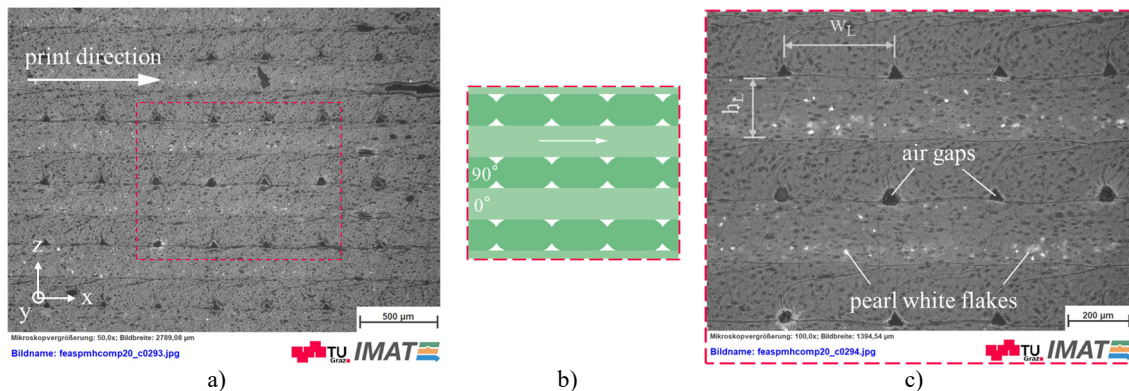 print direction
z
y
x
500 µm
Mikroskopvergrößerung: 50,0x; Bildbreite: 2789,08 µm
Bildname: feaspmhcomp20_c0293.jpg
TU
Graz
IMAT
a)
90°
0°
b)
wL
hL
air gaps
pearl white flakes
200 µm
Mikroskopvergrößerung: 100,0x; Bildbreite: 1394,54 µm
Bildname: feaspmhcomp20_c0294.jpg
TU
Graz
IMAT
c)